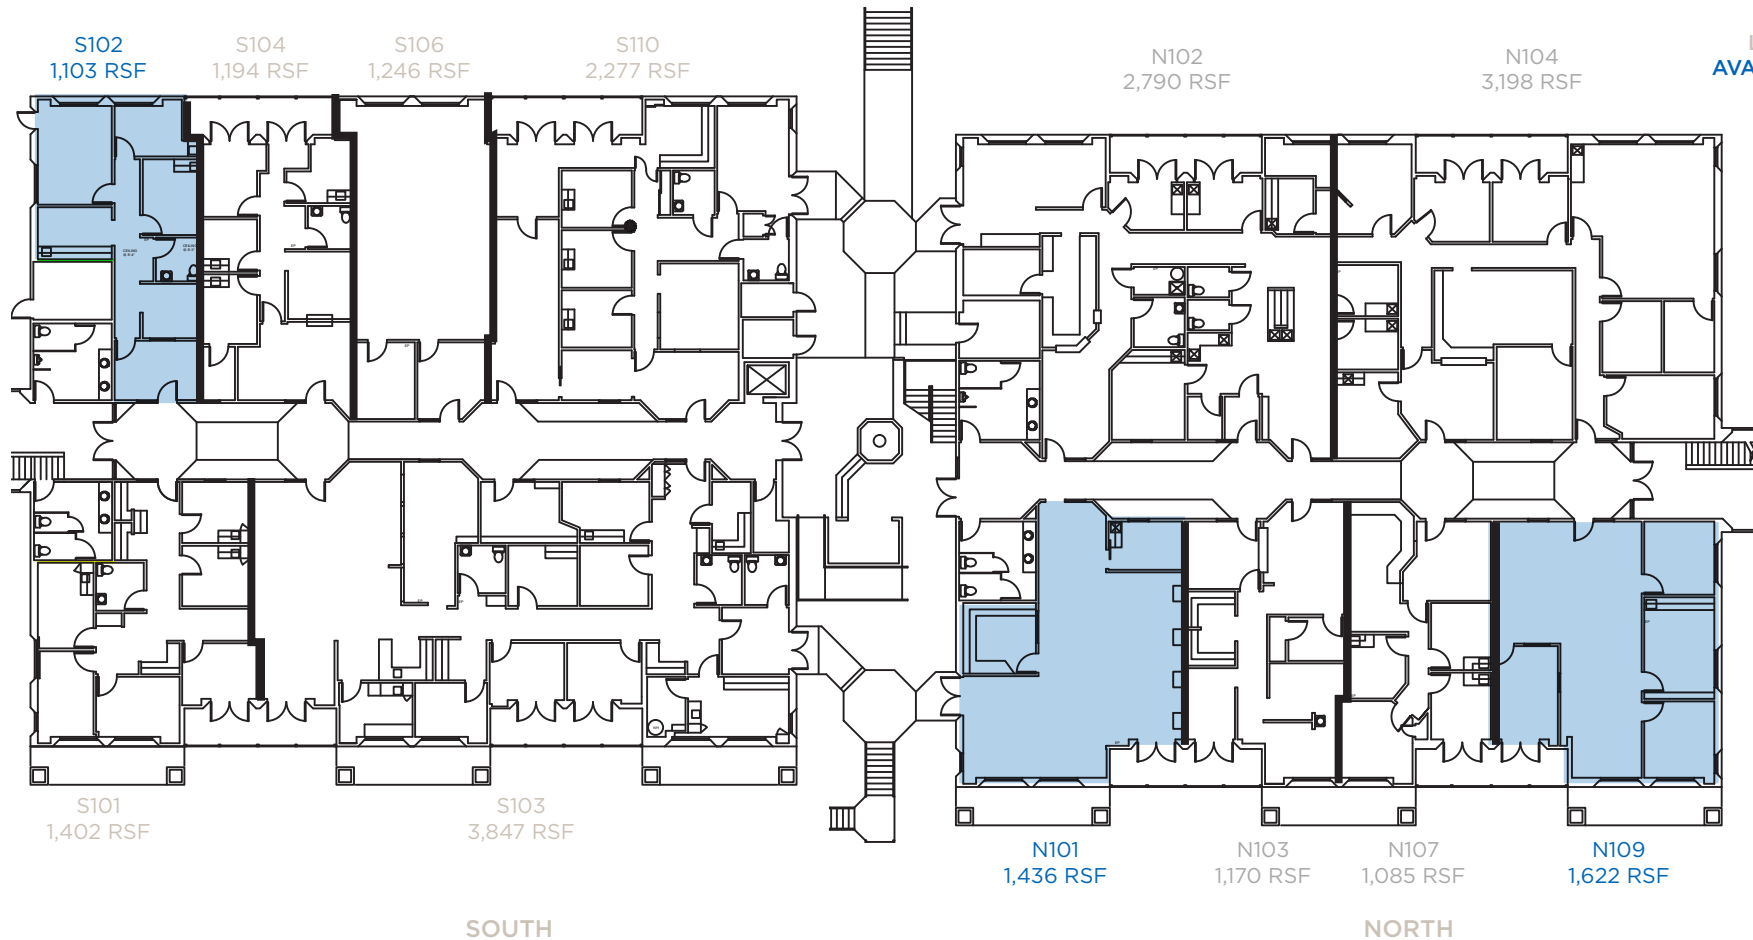 S102
1,103 RSF
S104
1,194 RSF
S106
1,246 RSF
S110
2,277 RSF
N102
2,790 RSF
N104
3,198 RSF
L
AVA
S101
1,402 RSF
S103
3,847 RSF
N101
1,436 RSF
N103
1,170 RSF
N107
1,085 RSF
N109
1,622 RSF
SOUTH
NORTH